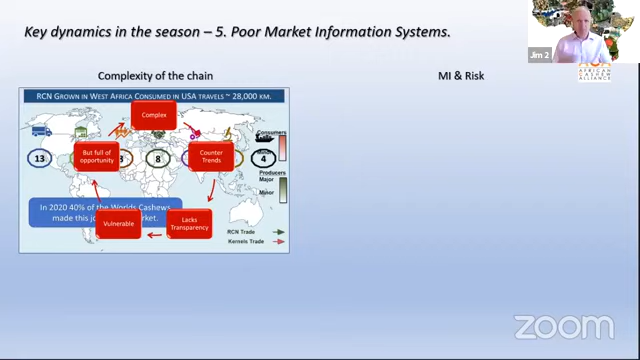 Key dynamics in the season – 5. Poor Market Information Systems.
Jim 2
AFRICAN
CASHEW
ALLIANCE
Complexity of the chain
MI & Risk
RCN GROWN IN WEST AFRICA CONSUMED IN USA TRAVELS ~ 28,000 KM.
Complex
Consumers
But full of
opportunity
Counter
Trends
13
8
4
Producers
Major
Minor
In 2020 40% of the Worlds Cashews
made this
Vulnerable
Lacks
Transparency
RCN Trade
Kernels Trade
zoom